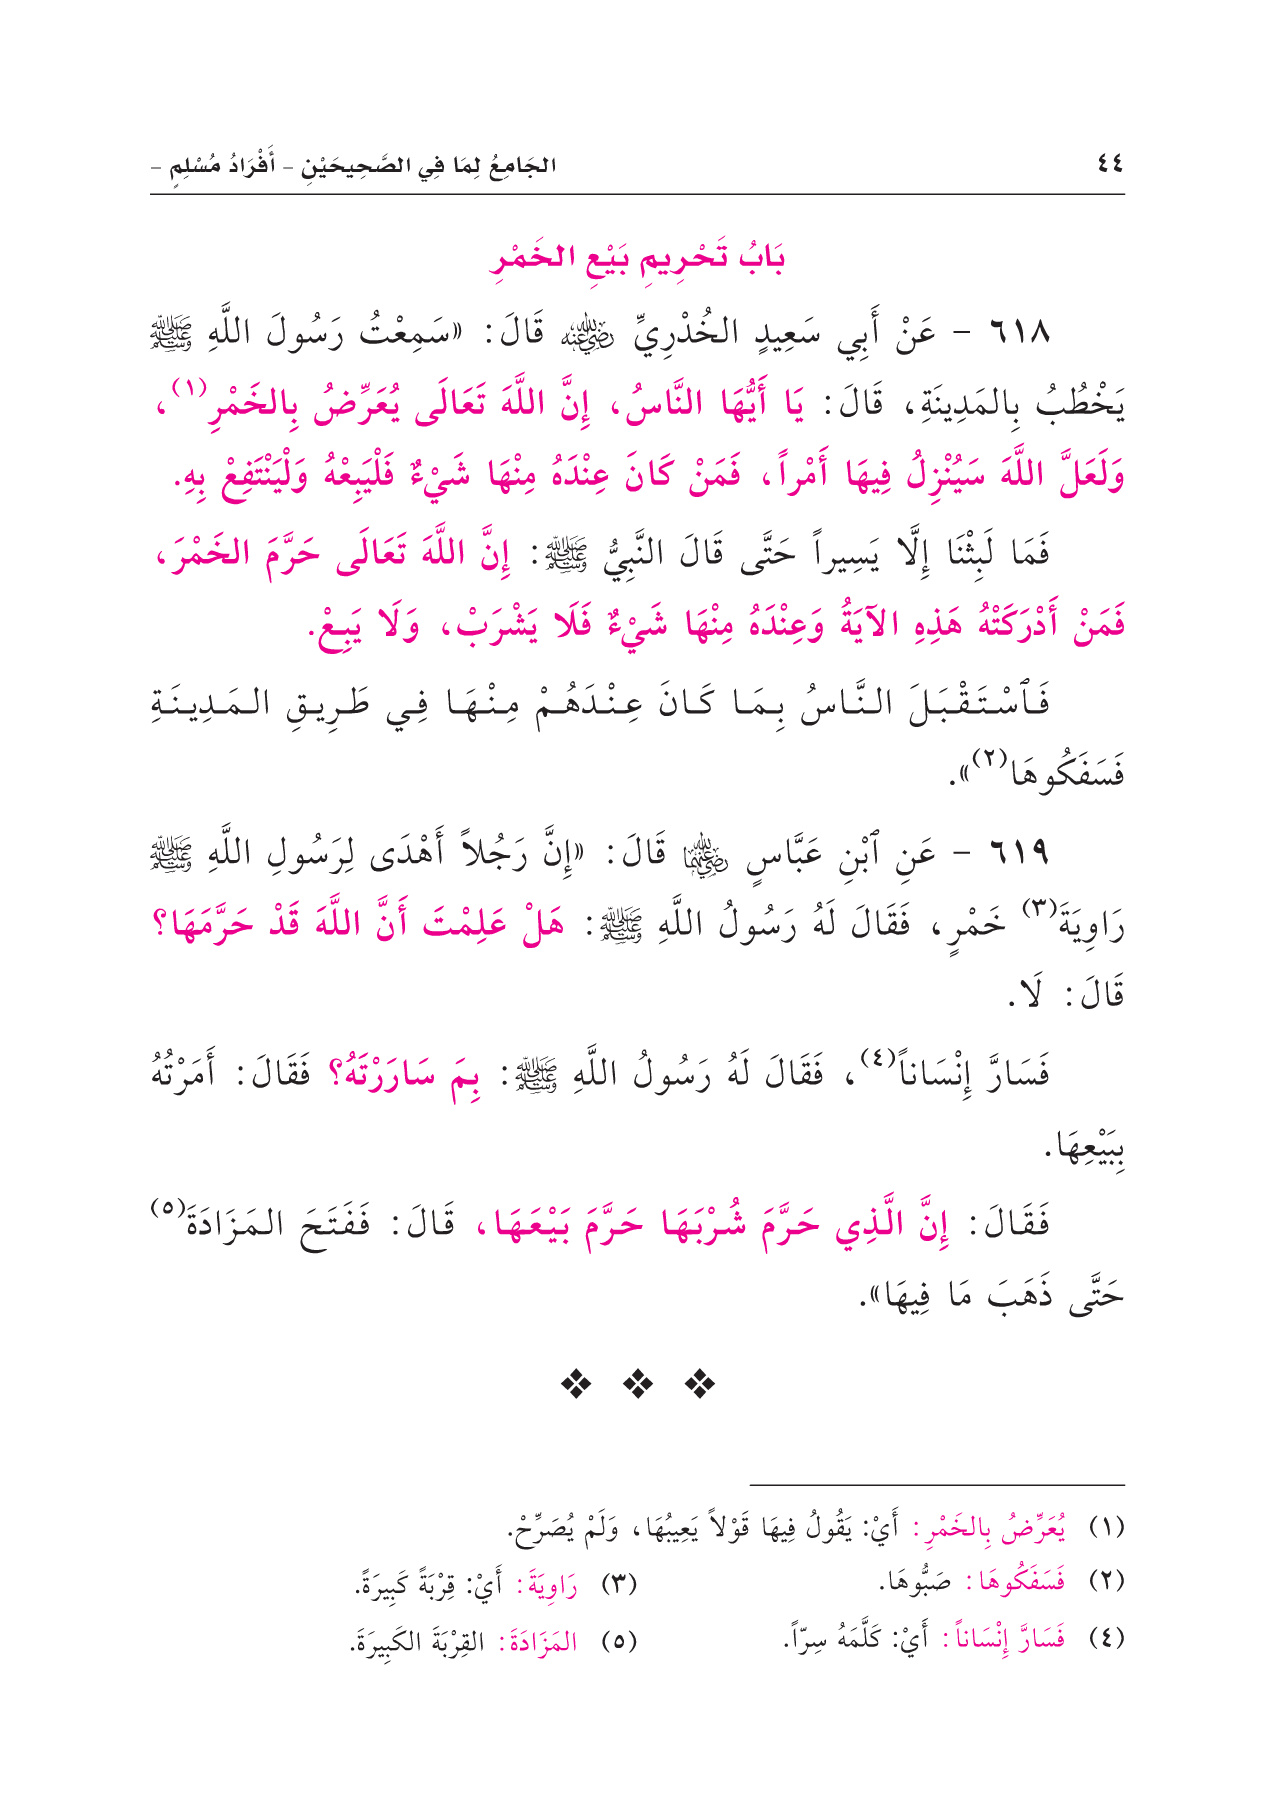 ٤٤
الجَامِعُ لِمَا فِي الصَّحِيحَيْنِ - أَفْرَادُ مُسْلِمٍ -
بَابُ تَحْرِيمِ بَيْعِ الخَمْرِ
٦١٨ - عَنْ أَبِي سَعِيدٍ الخُدْرِيِّ رضي الله عنه قَالَ: «سَمِعْتُ رَسُولَ اللَّهِ ﷺ
يَخْطُبُ بِالمَدِينَةِ، قَالَ: يَا أَيُّهَا النَّاسُ، إِنَّ اللَّهَ تَعَالَى يُعَرِّضُ بِالخَمْرِ(١)،
وَلَعَلَّ اللَّهَ سَيُنْزِلُ فِيهَا أَمْراً، فَمَنْ كَانَ عِنْدَهُ مِنْهَا شَيْءٌ فَلْيَبِعْهُ وَلْيَنْتَفِعْ بِهِ.
فَمَا لَبِثْنَا إِلَّا يَسِيراً حَتَّى قَالَ النَّبِيُّ ﷺ: إِنَّ اللَّهَ تَعَالَى حَرَّمَ الخَمْرَ،
فَمَنْ أَدْرَكَتْهُ هَذِهِ الآيَةُ وَعِنْدَهُ مِنْهَا شَيْءٌ فَلَا يَشْرَبْ، وَلَا يَبِعْ.
فَٱسْتَقْبَلَ النَّاسُ بِمَا كَانَ عِنْدَهُمْ مِنْهَا فِي طَرِيقِ المَدِينَةِ
فَسَفَكُوهَا(٢)».
٦١٩ - عَنِ ٱبْنِ عَبَّاسٍ رضي الله عنهما قَالَ: «إِنَّ رَجُلاً أَهْدَى لِرَسُولِ اللَّهِ ﷺ
رَاوِيَةَ(٣) خَمْرٍ، فَقَالَ لَهُ رَسُولُ اللَّهِ ﷺ: هَلْ عَلِمْتَ أَنَّ اللَّهَ قَدْ حَرَّمَهَا؟
قَالَ: لَا.
فَسَارَّ إِنْسَاناً(٤)، فَقَالَ لَهُ رَسُولُ اللَّهِ ﷺ: بِمَ سَارَرْتَهُ؟ فَقَالَ: أَمَرْتُهُ
بِبَيْعِهَا.
فَقَالَ: إِنَّ الَّذِي حَرَّمَ شُرْبَهَا حَرَّمَ بَيْعَهَا، قَالَ: فَفَتَحَ المَزَادَةَ(٥)
حَتَّى ذَهَبَ مَا فِيهَا».
(١) يُعَرِّضُ بِالخَمْرِ: أَيْ: يَقُولُ فِيهَا قَوْلاً يَعِيبُهَا، وَلَمْ يُصَرِّحْ.
(٢) فَسَفَكُوهَا: صَبُّوهَا.
(٣) رَاوِيَةَ: أَيْ: قِرْبَةً كَبِيرَةً.
(٤) فَسَارَّ إِنْسَاناً: أَيْ: كَلَّمَهُ سِرّاً.
(٥) المَزَادَةَ: القِرْبَةَ الكَبِيرَةَ.